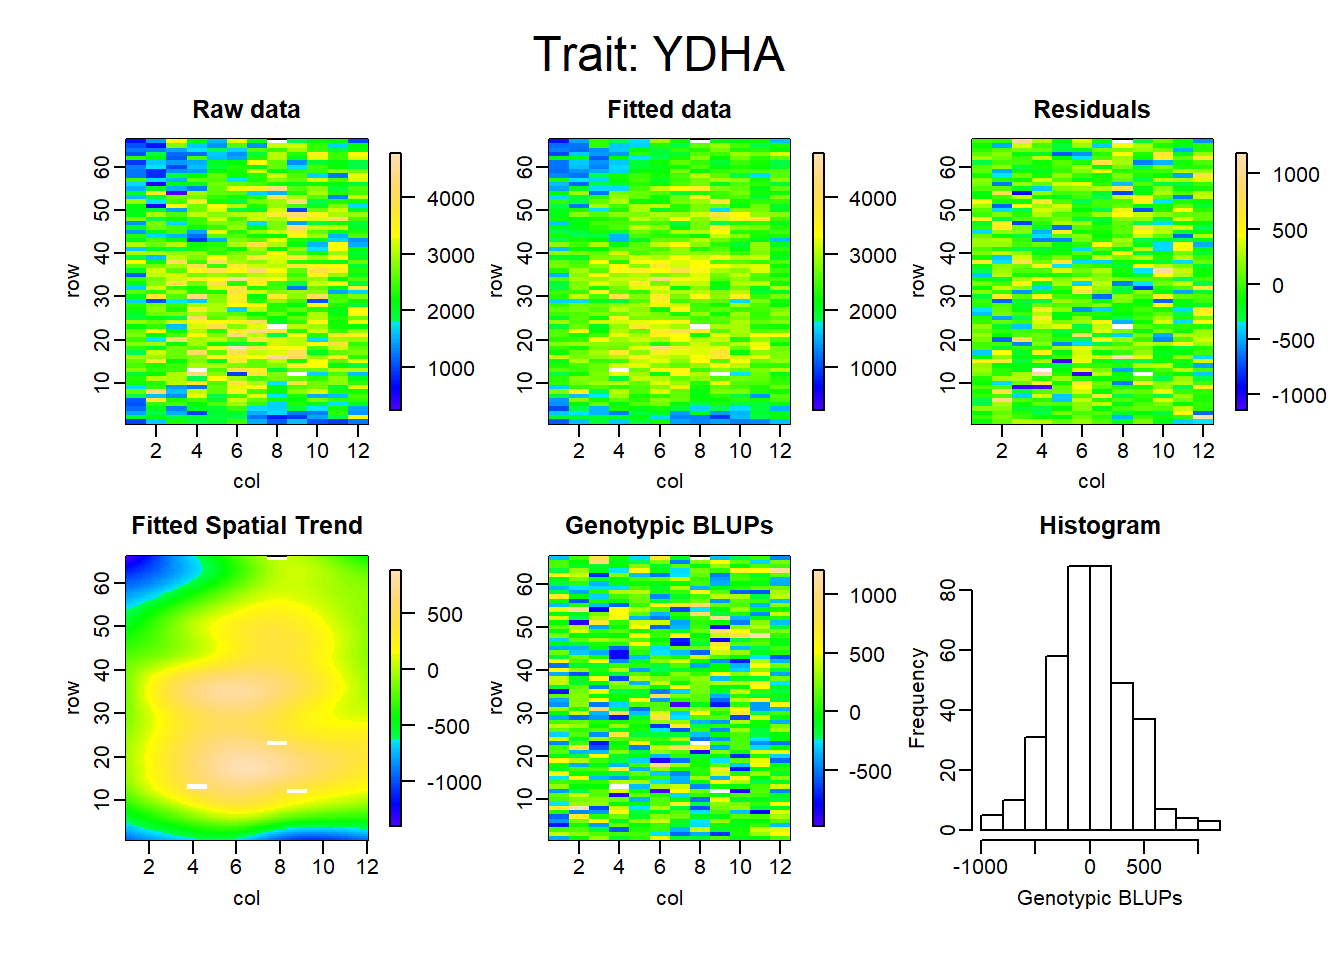 Trait: YDHA
Raw data
Fitted data
Residuals
row
10 20 30 40 50 60
2 4 6 8 10 12
col
4000
3000
2000
1000
row
10 20 30 40 50 60
2 4 6 8 10 12
col
4000
3000
2000
1000
row
10 20 30 40 50 60
2 4 6 8 10 12
col
1000
500
0
-500
-1000
Fitted Spatial Trend
Genotypic BLUPs
Histogram
row
10 20 30 40 50 60
2 4 6 8 10 12
col
500
0
-500
-1000
row
10 20 30 40 50 60
2 4 6 8 10 12
col
1000
500
0
-500
Frequency
0 20 40 60 80
-1000 0 500
Genotypic BLUPs